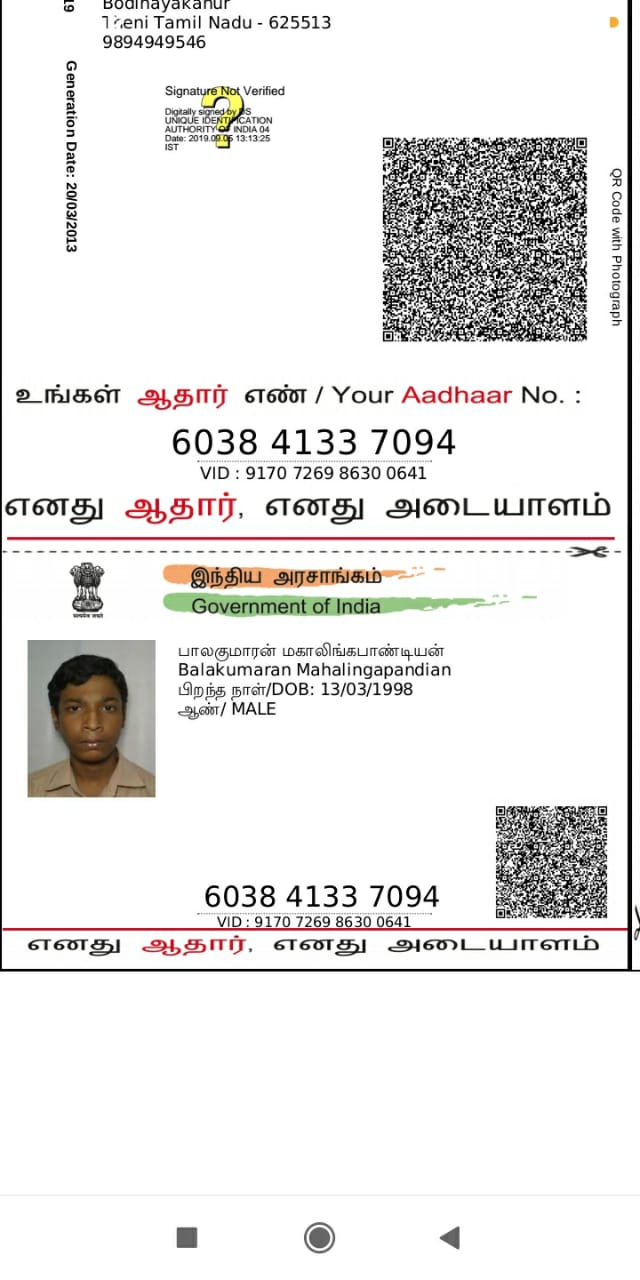 19
Bodinayakanur
Theni Tamil Nadu - 625513
9894949546
Generation Date: 20/03/2013
Signature Not Verified
Digitally signed by DS
UNIQUE IDENTIFICATION
AUTHORITY OF INDIA 04
Date: 2019.09.05 13:13:25
IST
QR Code with Photograph
உங்கள் ஆதார் எண் / Your Aadhaar No. :
6038 4133 7094
VID : 9170 7269 8630 0641
எனது ஆதார், எனது அடையாளம்
இந்திய அரசாங்கம்
Government of India
பாலகுமாரன் மகாலிங்கபாண்டியன்
Balakumaran Mahalingapandian
பிறந்த நாள்/DOB: 13/03/1998
ஆண்/ MALE
6038 4133 7094
VID : 9170 7269 8630 0641
எனது ஆதார், எனது அடையாளம்